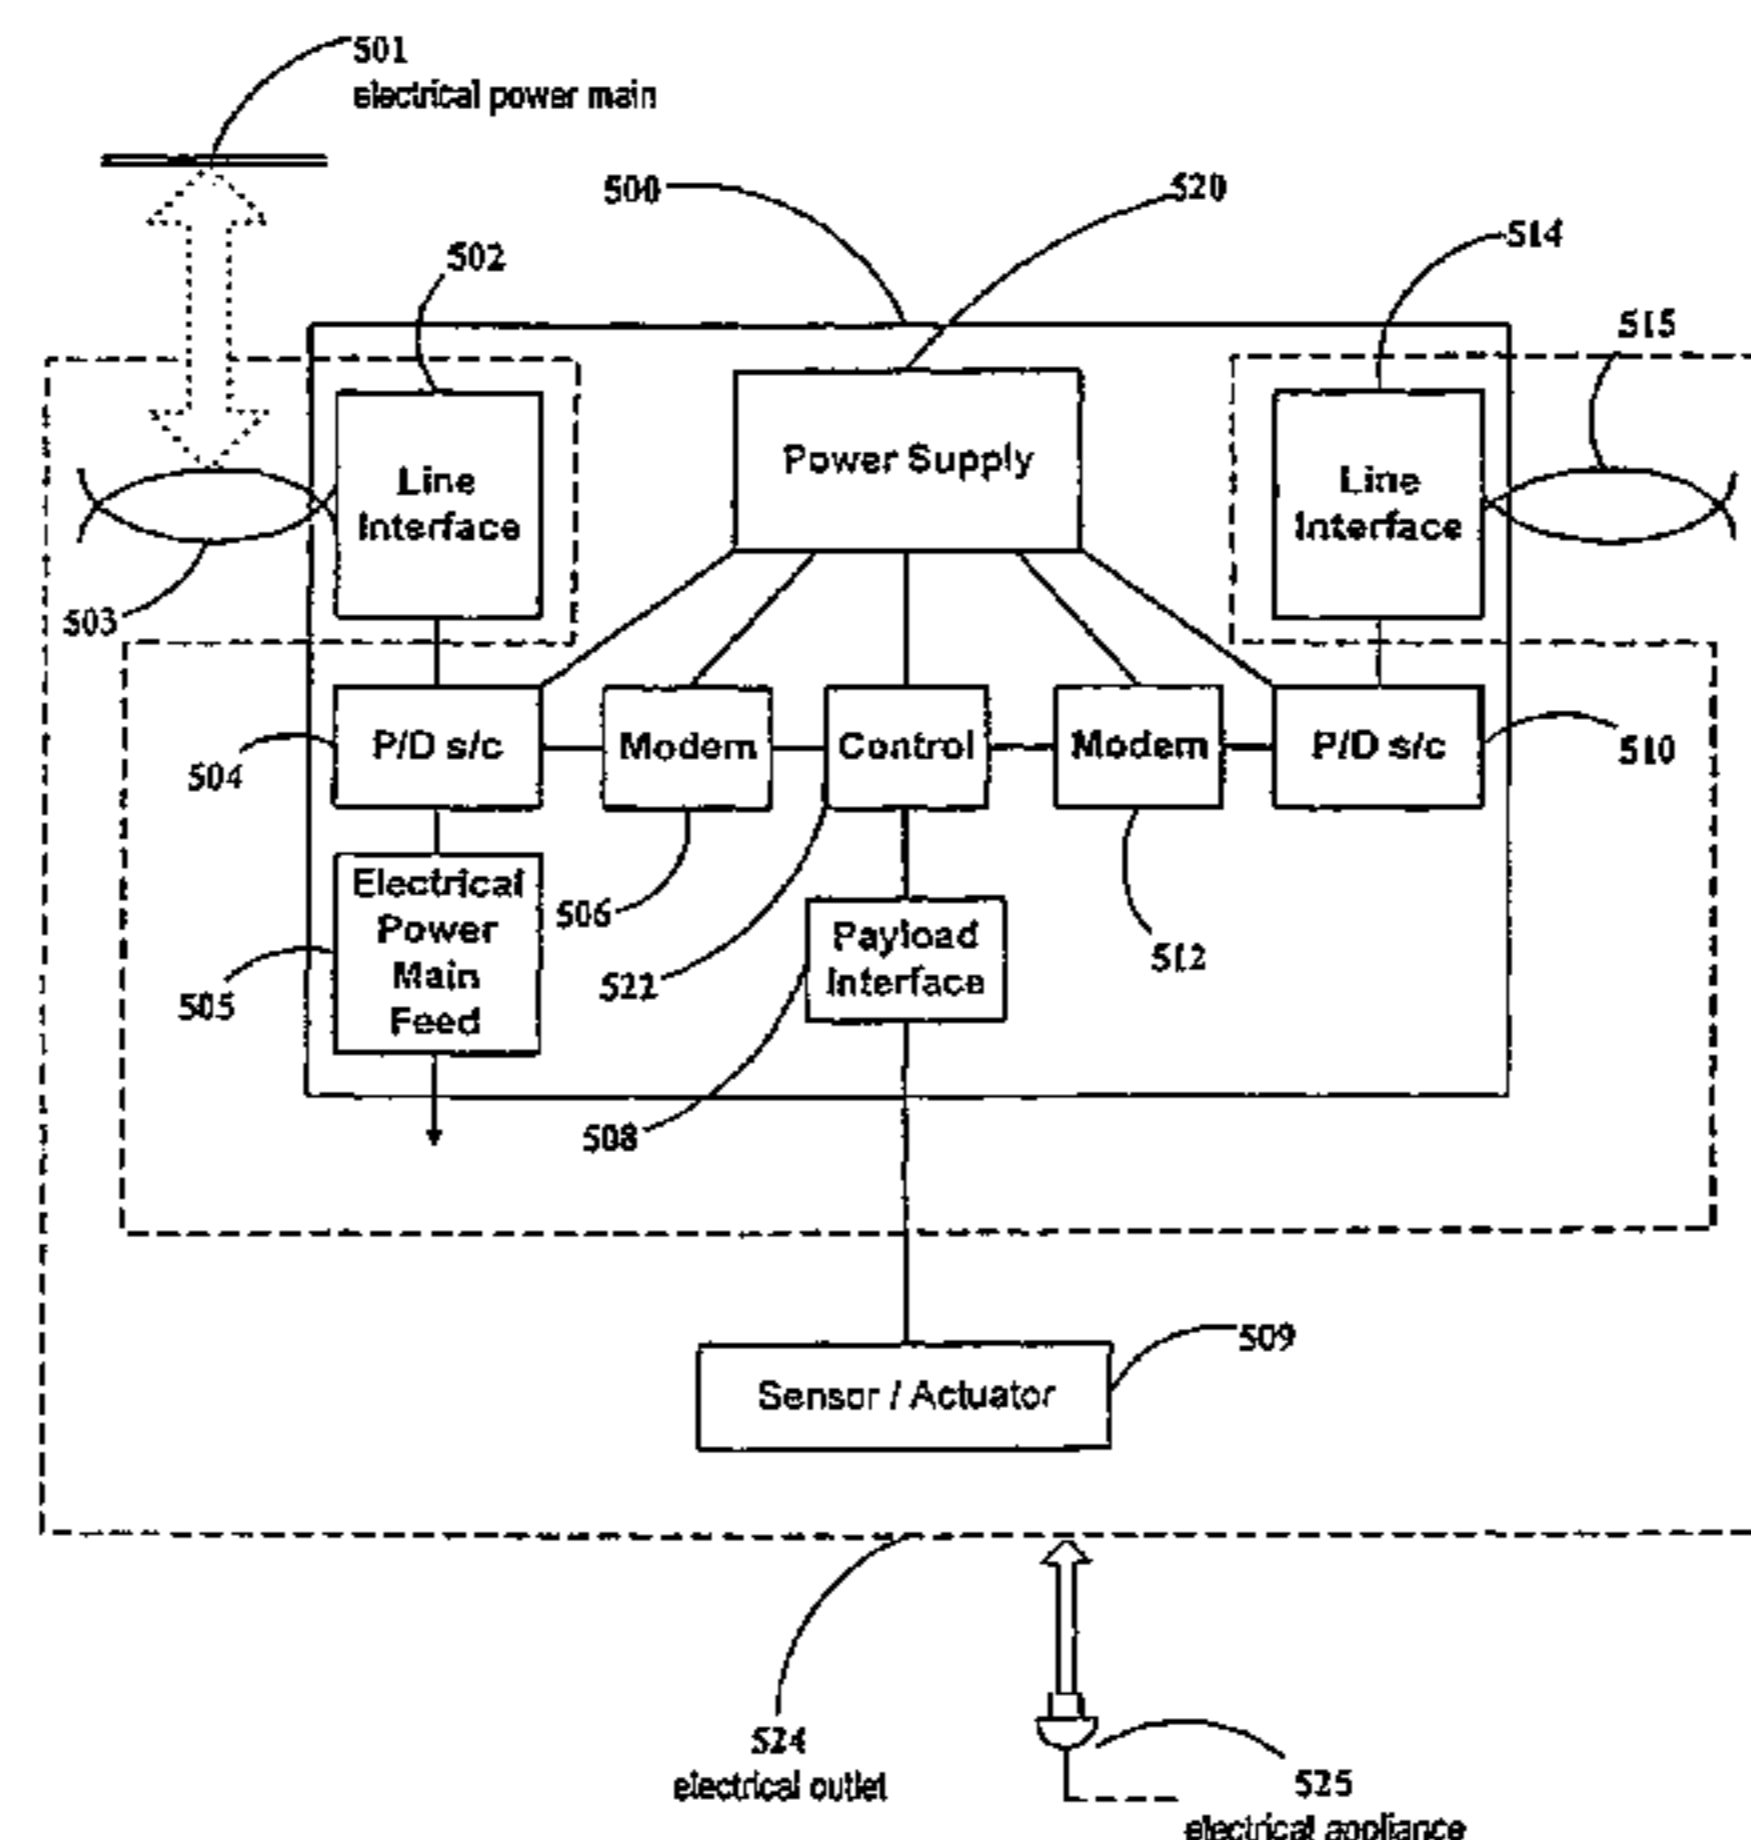 501
electrical power main
500
520
514
502
515
Line
Interface
Power Supply
Line
Interface
503
P/D s/c
Modem
Control
Modem
P/D s/c
504
510
Electrical
Power
Main
Feed
506
Payload
Interface
512
522
505
508
509
Sensor / Actuator
524
electrical outlet
525
electrical appliance